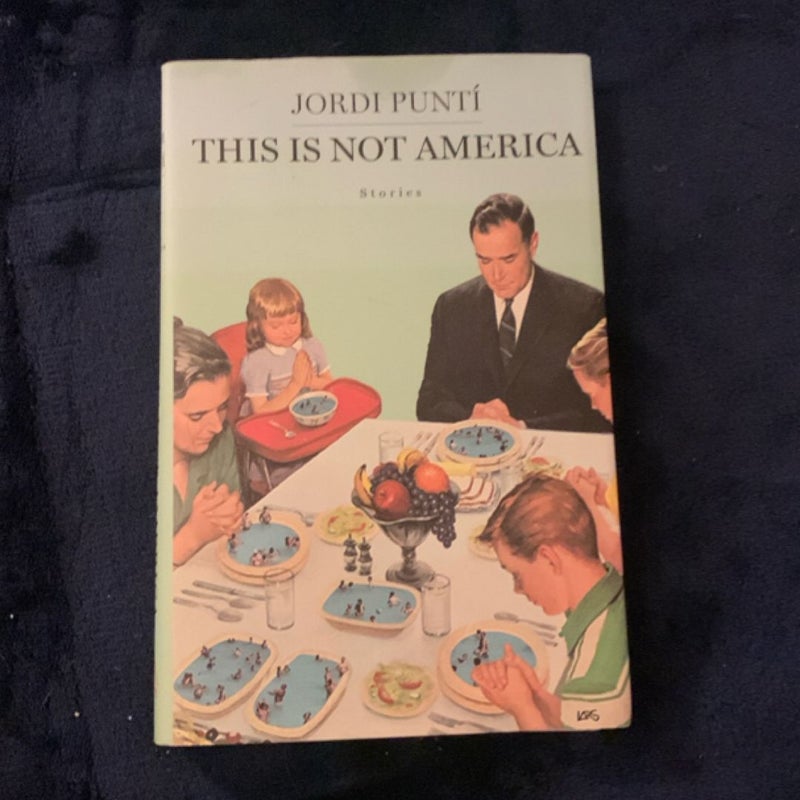 JORDI PUNTÍ
THIS IS NOT AMERICA
Stories